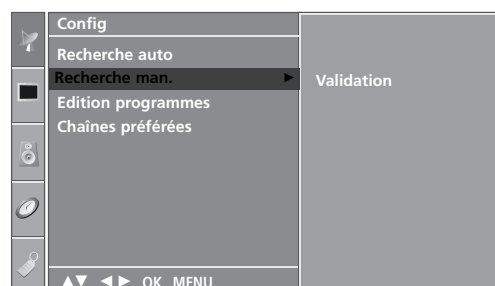 Config
Recherche auto
Recherche man. ►
Validation
Edition programmes
Chaînes préférées
▲▼ ◄► OK MENU